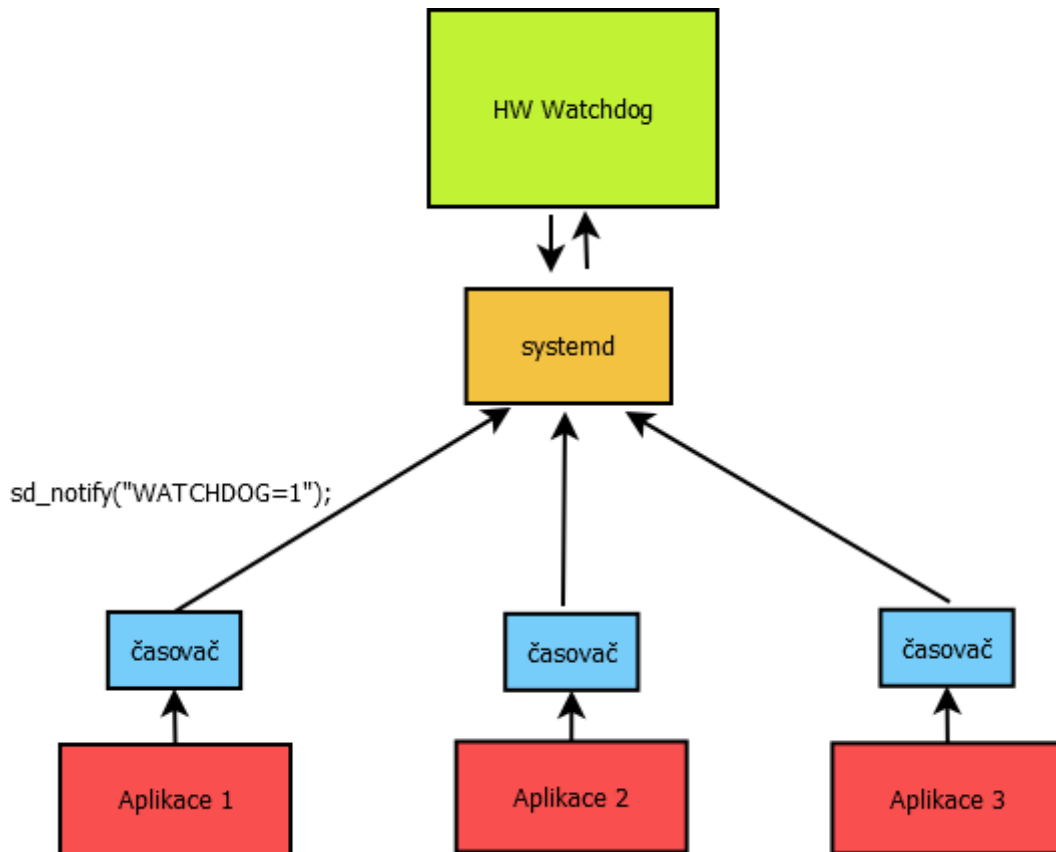 HW Watchdog
systemd
sd_notify("WATCHDOG=1");
časovač
časovač
časovač
Aplikace 1
Aplikace 2
Aplikace 3